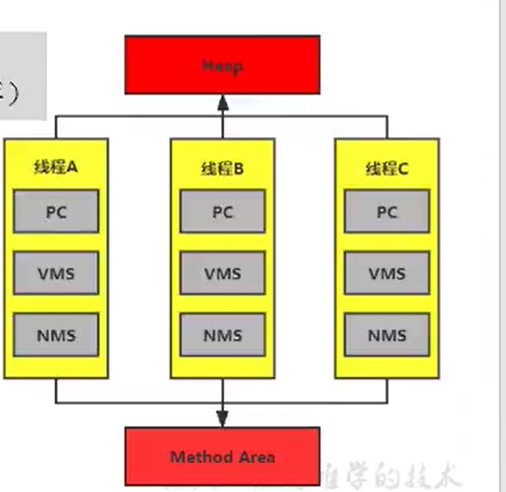 Heap
)
线程A
线程B
线程C
PC
PC
PC
VMS
VMS
VMS
NMS
NMS
NMS
Method Area
学的技术